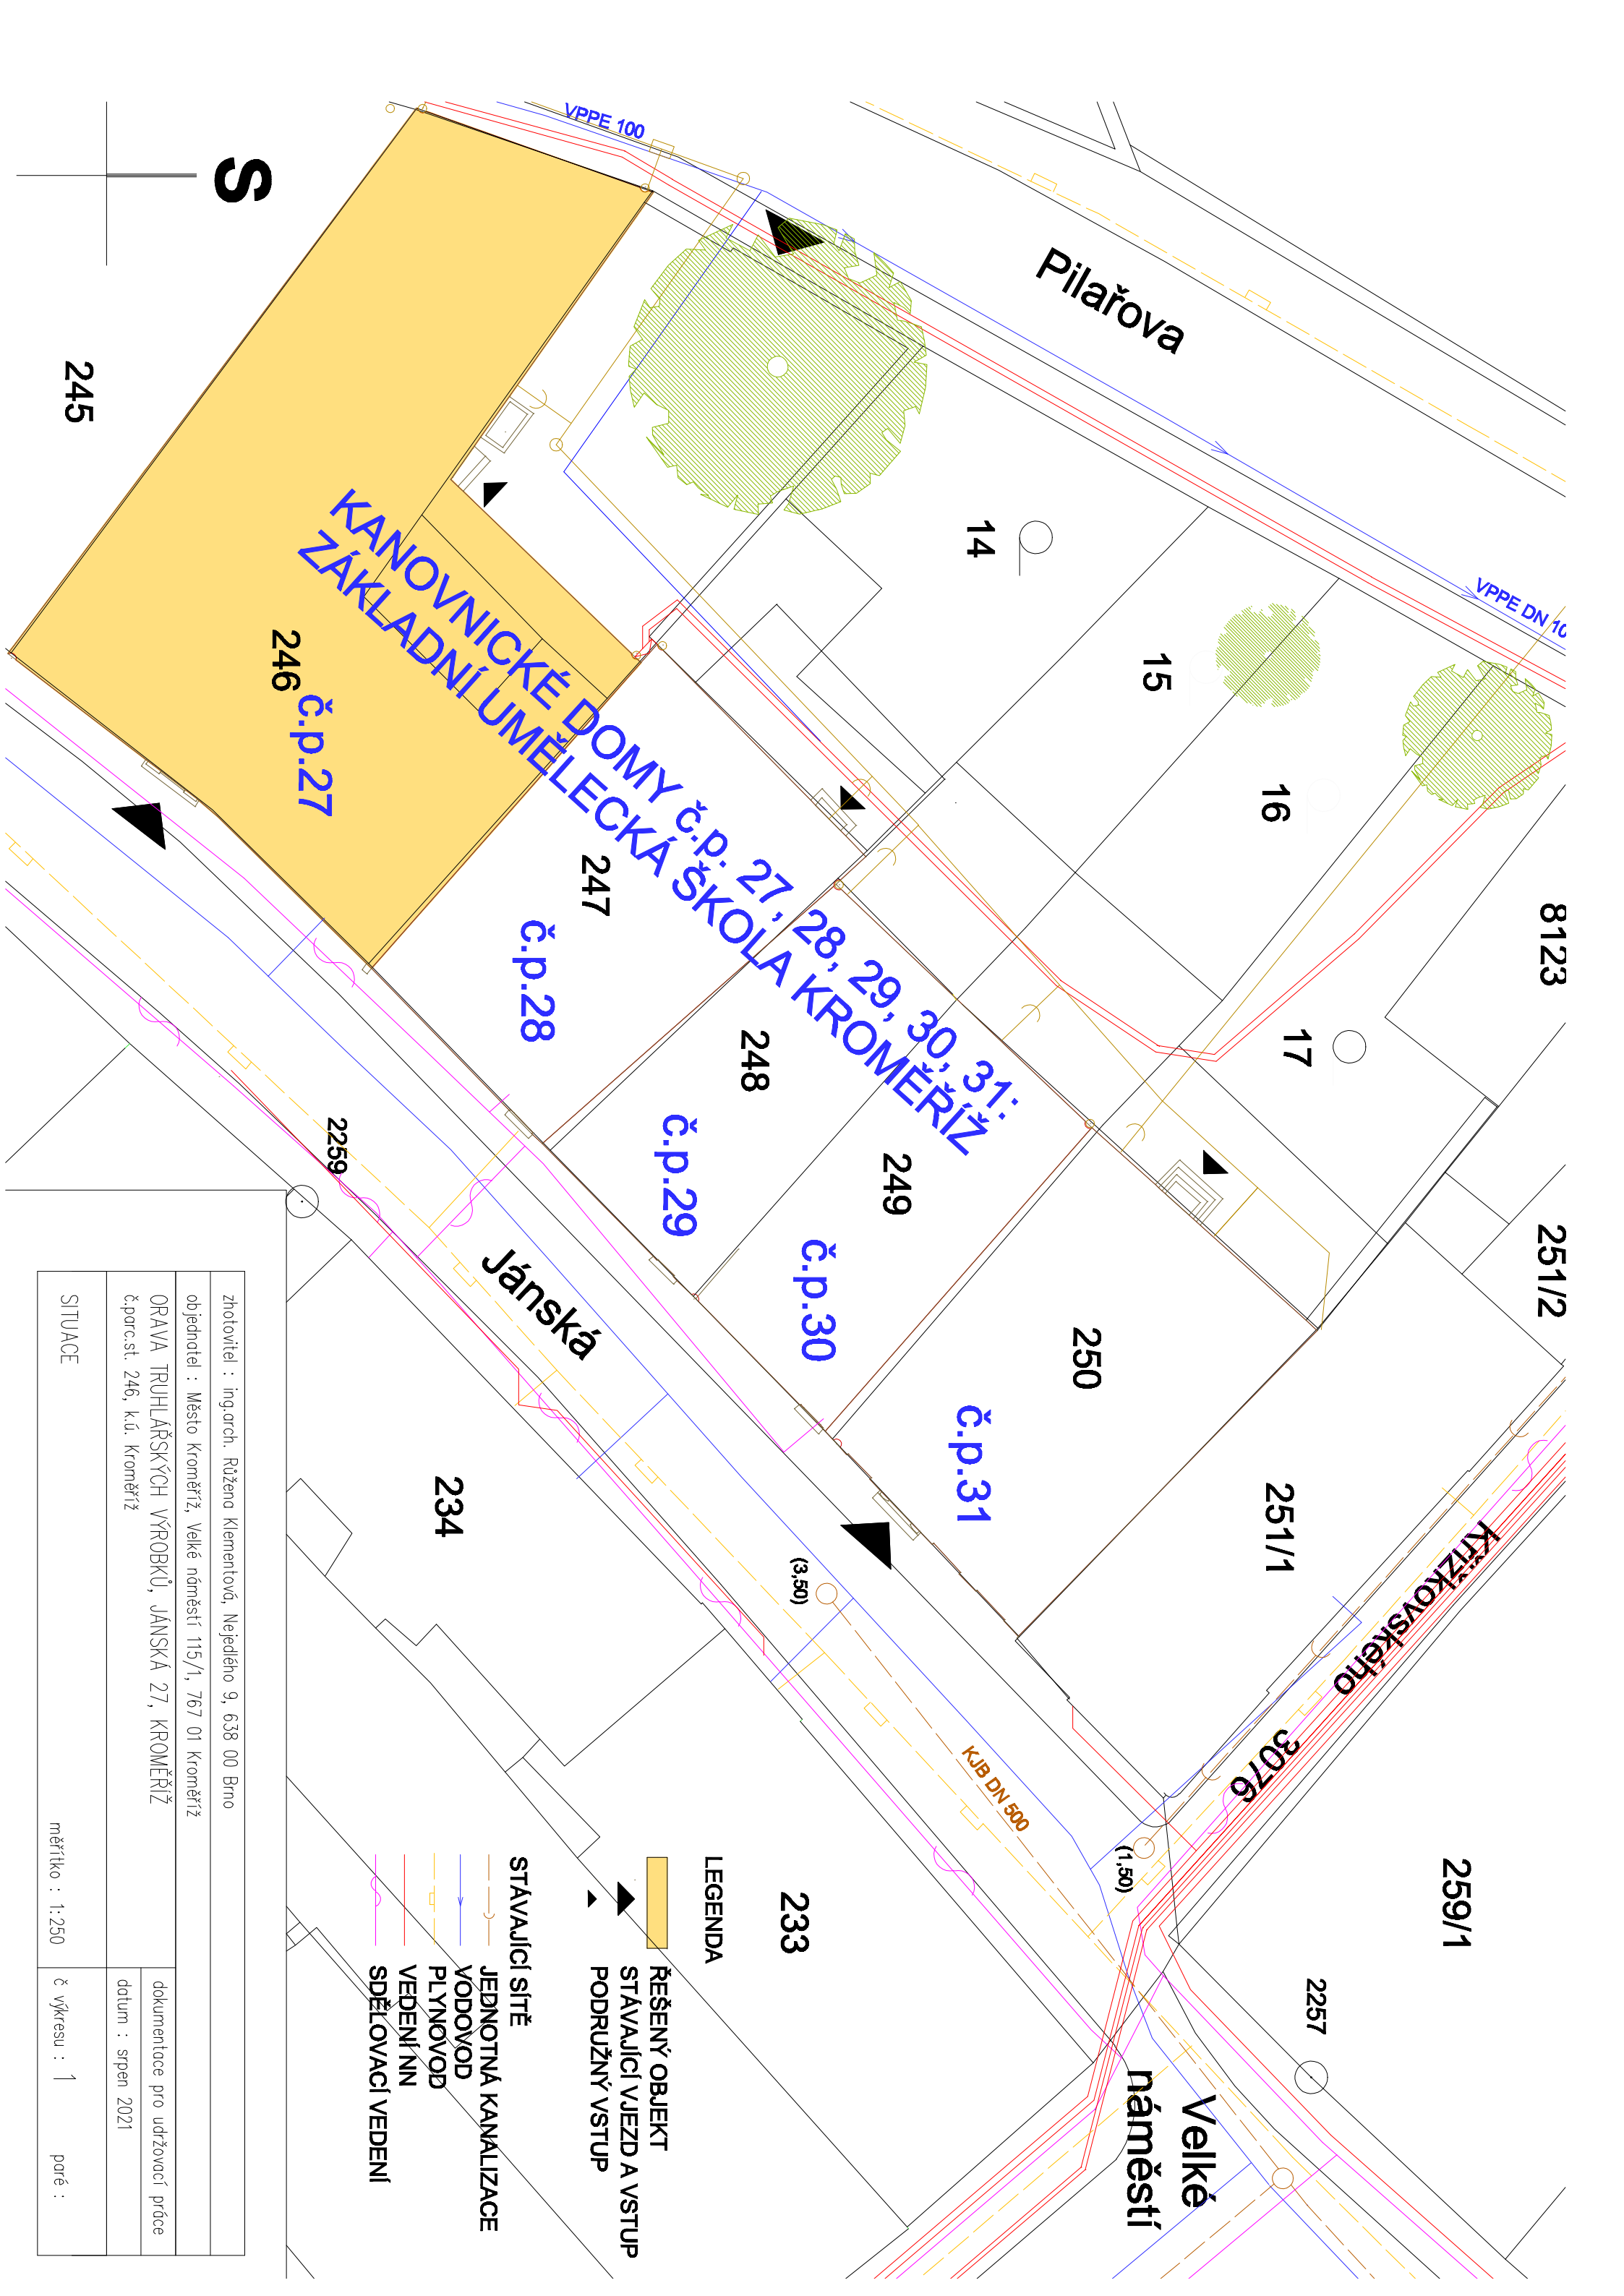 S
245
246
č.p.27
VPPE 100
Pilařova
VPPE DN 10
14
15
16
17
8123
251/2
KANOVNICKÉ DOMY č.p. 27, 28, 29, 30, 31:
ZÁKLADNÍ UMĚLECKÁ ŠKOLA KROMĚŘÍŽ
247
č.p.28
248
č.p.29
249
č.p.30
250
č.p.31
251/1
Křížkovského
3076
259/1
2259
Jánská
234
(3,50)
KJB DN 500
(1,50)
233
2257
Velké
náměstí
LEGENDA
ŘEŠENÝ OBJEKT
STÁVAJÍCÍ VJEZD A VSTUP
PODRUŽNÝ VSTUP
STÁVAJÍCÍ SÍTĚ
JEDNOTNÁ KANALIZACE
VODOVOD
PLYNOVOD
VEDENÍ NN
SDĚLOVACÍ VEDENÍ
zhotovitel : ing.arch. Růžena Klementová, Nejedlého 9, 638 00 Brno
objednatel : Město Kroměříž, Velké náměstí 115/1, 767 01 Kroměříž
ORAVA TRUHLÁŘSKÝCH VÝROBKŮ, JÁNSKÁ 27, KROMĚŘÍŽ
č.parc.st. 246, k.ú. Kroměříž
dokumentace pro udržovací práce
datum : srpen 2021
SITUACE
měřítko : 1:250
č výkresu : 1
paré :